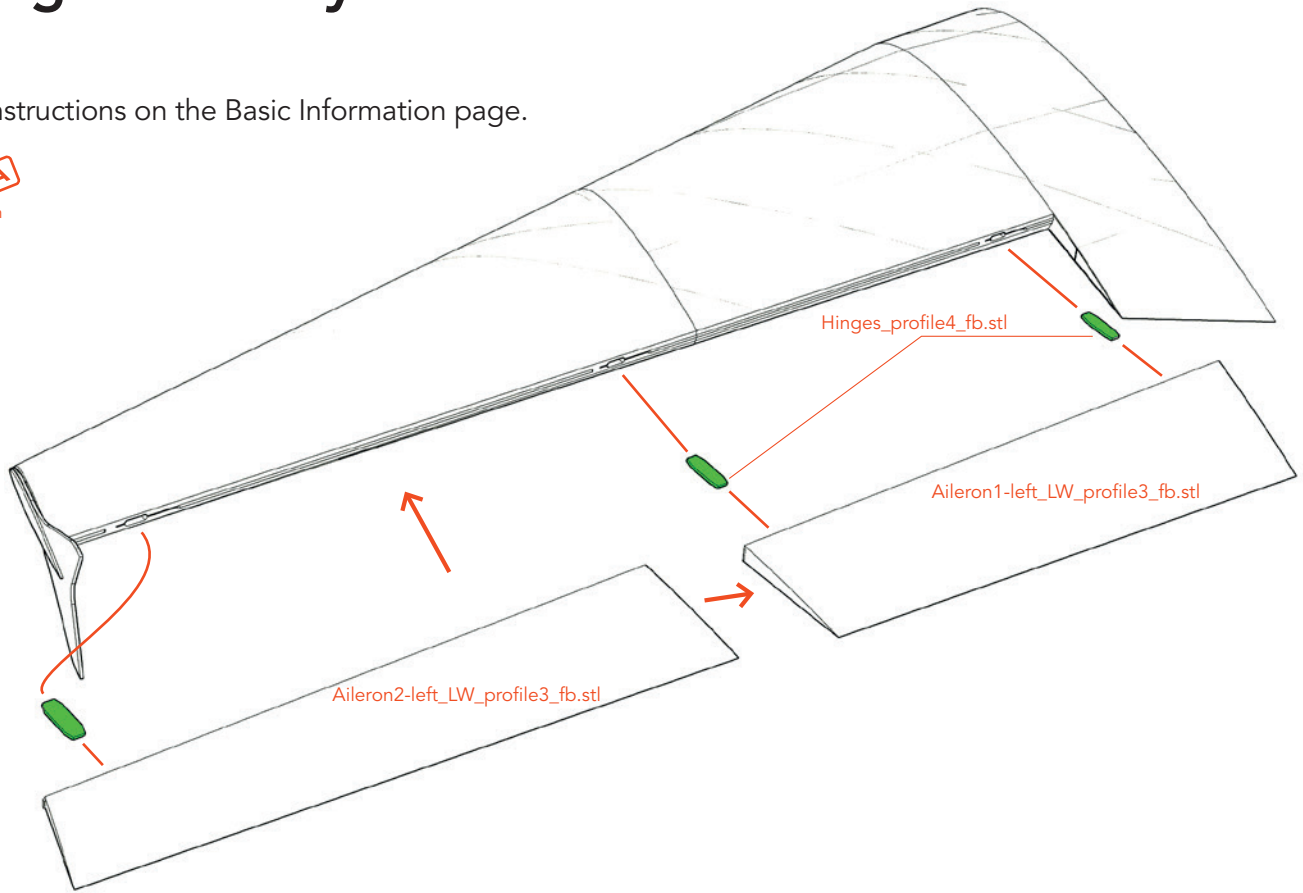 nstructions on the Basic Information page.
Hinges_profile4_fb.stl
Aileron1-left_LW_profile3_fb.stl
Aileron2-left_LW_profile3_fb.stl